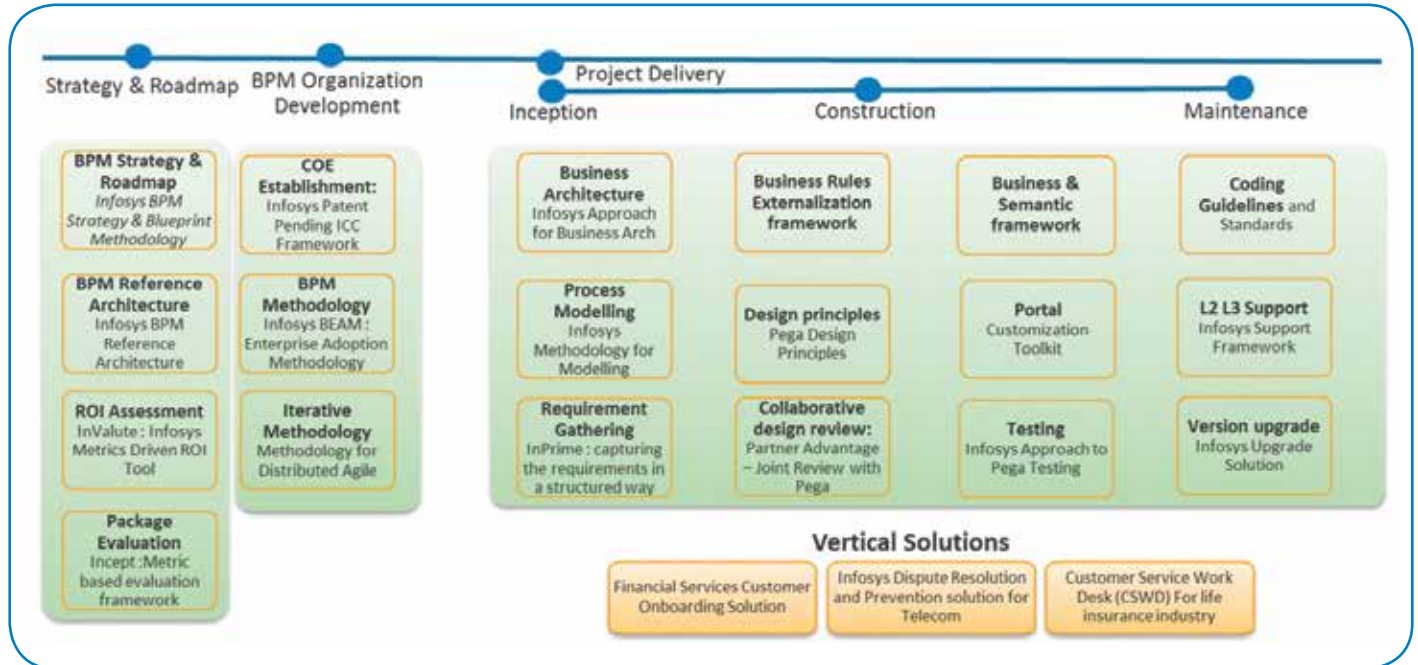 Strategy & Roadmap
BPM Organization
Development
Project Delivery
Inception
Construction
Maintenance
BPM Strategy &
Roadmap
Infosys BPM
Strategy & Blueprint
Methodology
BPM Reference
Architecture
Infosys BPM
Reference
Architecture
ROI Assessment
InValute : Infosys
Metrics Driven ROI
Tool
Package
Evaluation
Incept :Metric
based evaluation
framework
COE
Establishment:
Infosys Patent
Pending ICC
Framework
BPM
Methodology
Infosys BEAM :
Enterprise Adoption
Methodology
Iterative
Methodology
Methodology for
Distributed Agile
Business
Architecture
Infosys Approach
for Business Arch
Process
Modelling
Infosys
Methodology for
Modelling
Requirement
Gathering
InPrime : capturing
the requirements in
a structured way
Business Rules
Externalization
framework
Design principles
Pega Design
Principles
Collaborative
design review:
Partner Advantage
– Joint Review with
Pega
Business &
Semantic
framework
Portal
Customization
Toolkit
Testing
Infosys Approach to
Pega Testing
Coding
Guidelines and
Standards
L2 L3 Support
Infosys Support
Framework
Version upgrade
Infosys Upgrade
Solution
Vertical Solutions
Financial Services Customer
Onboarding Solution
Infosys Dispute Resolution
and Prevention solution for
Telecom
Customer Service Work
Desk (CSWD) For life
insurance industry